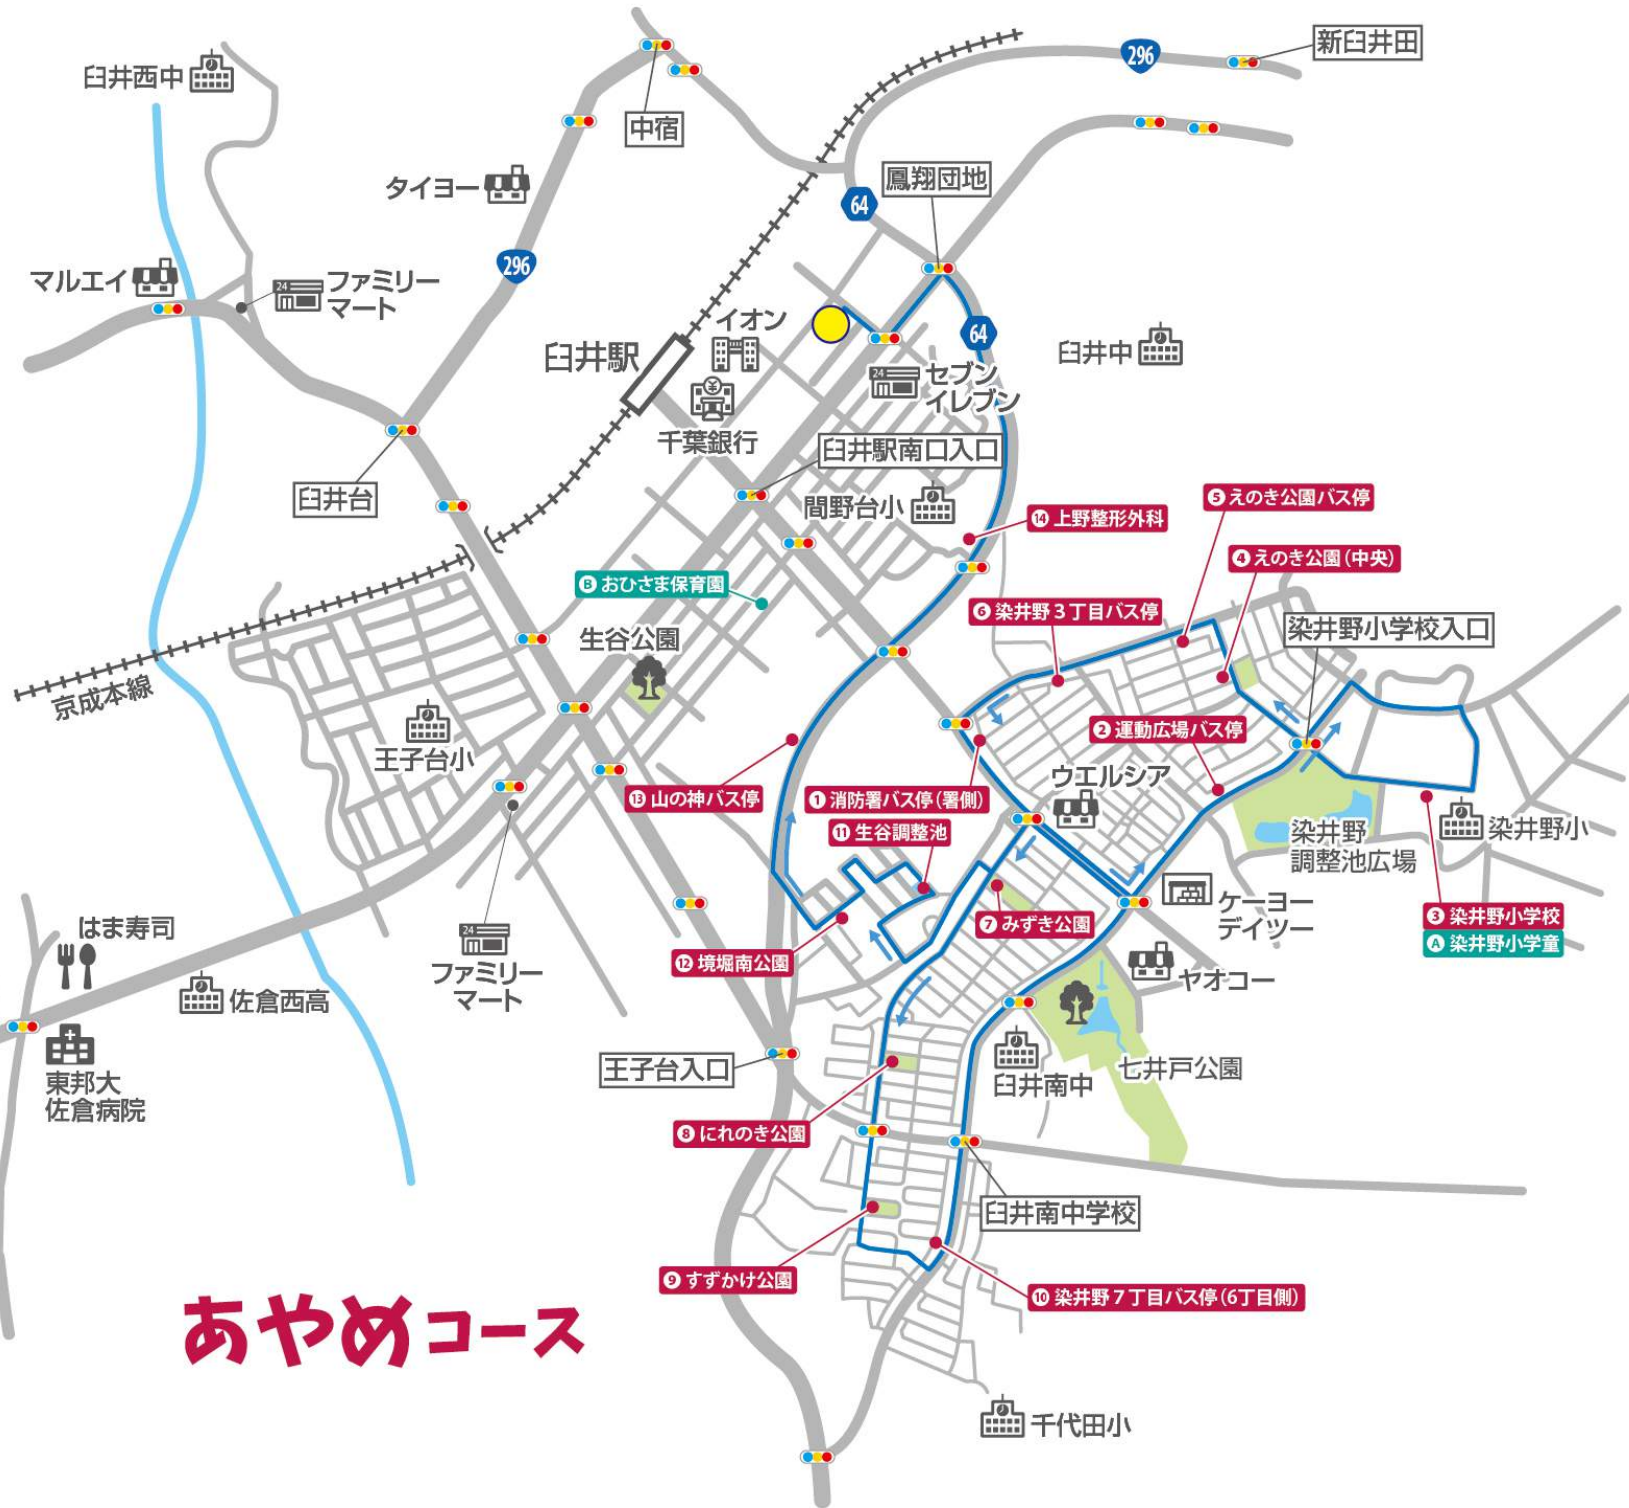 新臼井田
296
臼井西中
中宿
タイヨー
鳳翔団地
64
296
マルエイ
ファミリー
マート
イオン
臼井駅
64
臼井中
セブン
イレブン
千葉銀行
臼井駅南口入口
臼井台
間野台小
⑤えのき公園バス停
⑭ 上野整形外科
④ えのき公園(中央)
Ⓑ おひさま保育園
⑥ 染井野3丁目バス停
生谷公園
染井野小学校入口
京成本線
王子台小
② 運動広場バス停
ウエルシア
⑬ 山の神バス停
① 消防署バス停(署側)
⑪ 生谷調整池
染井野
調整池広場
染井野小
ケーヨー
デイツー
③ 染井野小学校
Ⓐ 染井野小学童
⑦ みずき公園
はま寿司
⑫ 境堀南公園
ファミリー
マート
ヤオコー
佐倉西高
王子台入口
東邦大
佐倉病院
臼井南中
七井戸公園
⑧ にれのき公園
臼井南中学校
⑨ すずかけ公園
⑩ 染井野7丁目バス停(6丁目側)
あやめコース
千代田小